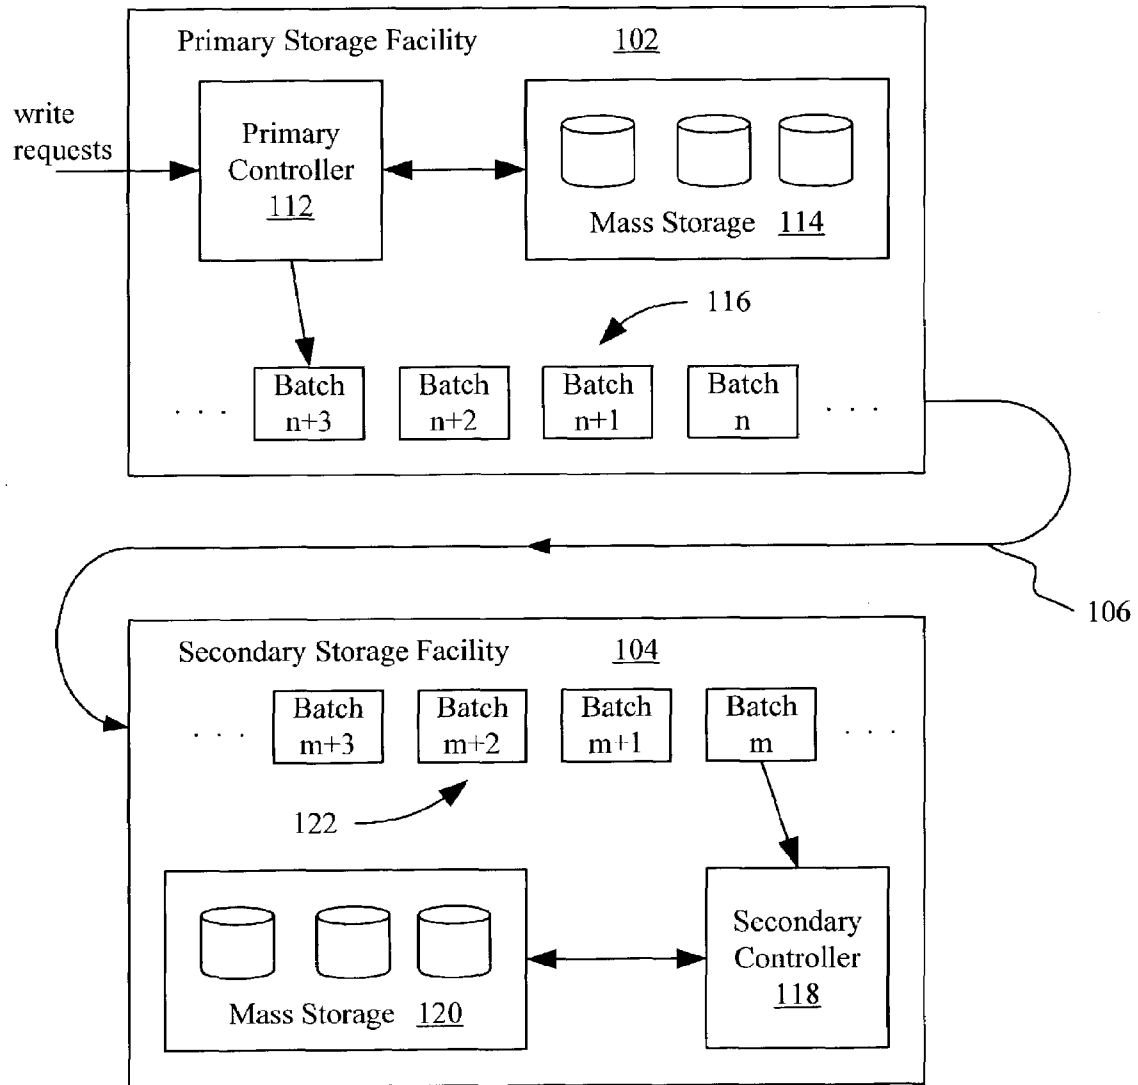 Primary Storage Facility 102
write
requests
Primary
Controller
112
Mass Storage 114
116
. . .
Batch
n+3
Batch
n+2
Batch
n+1
Batch
n
. . .
106
Secondary Storage Facility 104
. . .
Batch
m+3
Batch
m+2
Batch
m+1
Batch
m
. . .
122
Mass Storage 120
Secondary
Controller
118